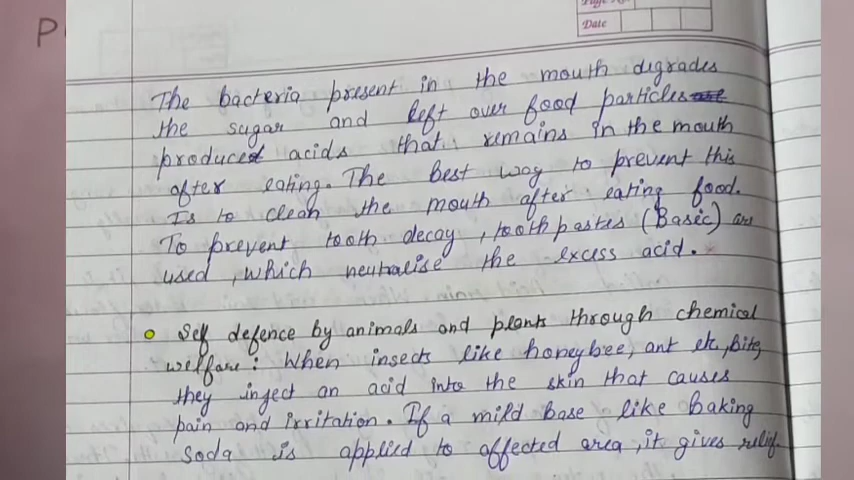 P
Page No.
Date
The bacteria present in the mouth degrades
the sugar and left over food particles
produced acids that remains in the mouth
after eating. The best way to prevent this
Is to clean the mouth after eating food.
To prevent tooth decay, toothpastes (Basic) are
used, which neutralise the excess acid.
Self defence by animals and plants through chemical
welfare: When insects like honeybee, ant etc, bite,
they inject an acid into the skin that causes
pain and irritation. If a mild base like baking
soda is applied to affected area, it gives relief.